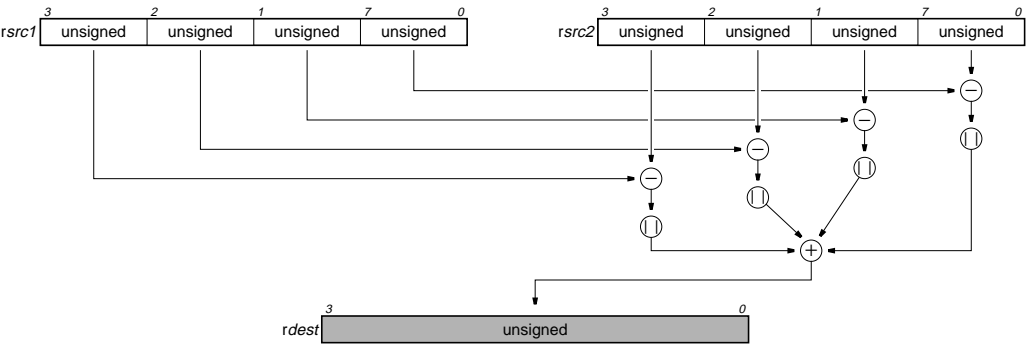 3 2 1 7 0 3 2 1 7 0
rsrc1 unsigned unsigned unsigned unsigned rsrc2 unsigned unsigned unsigned unsigned
−
−
| |
− | |
− | |
| |
+
3 0
rdest unsigned